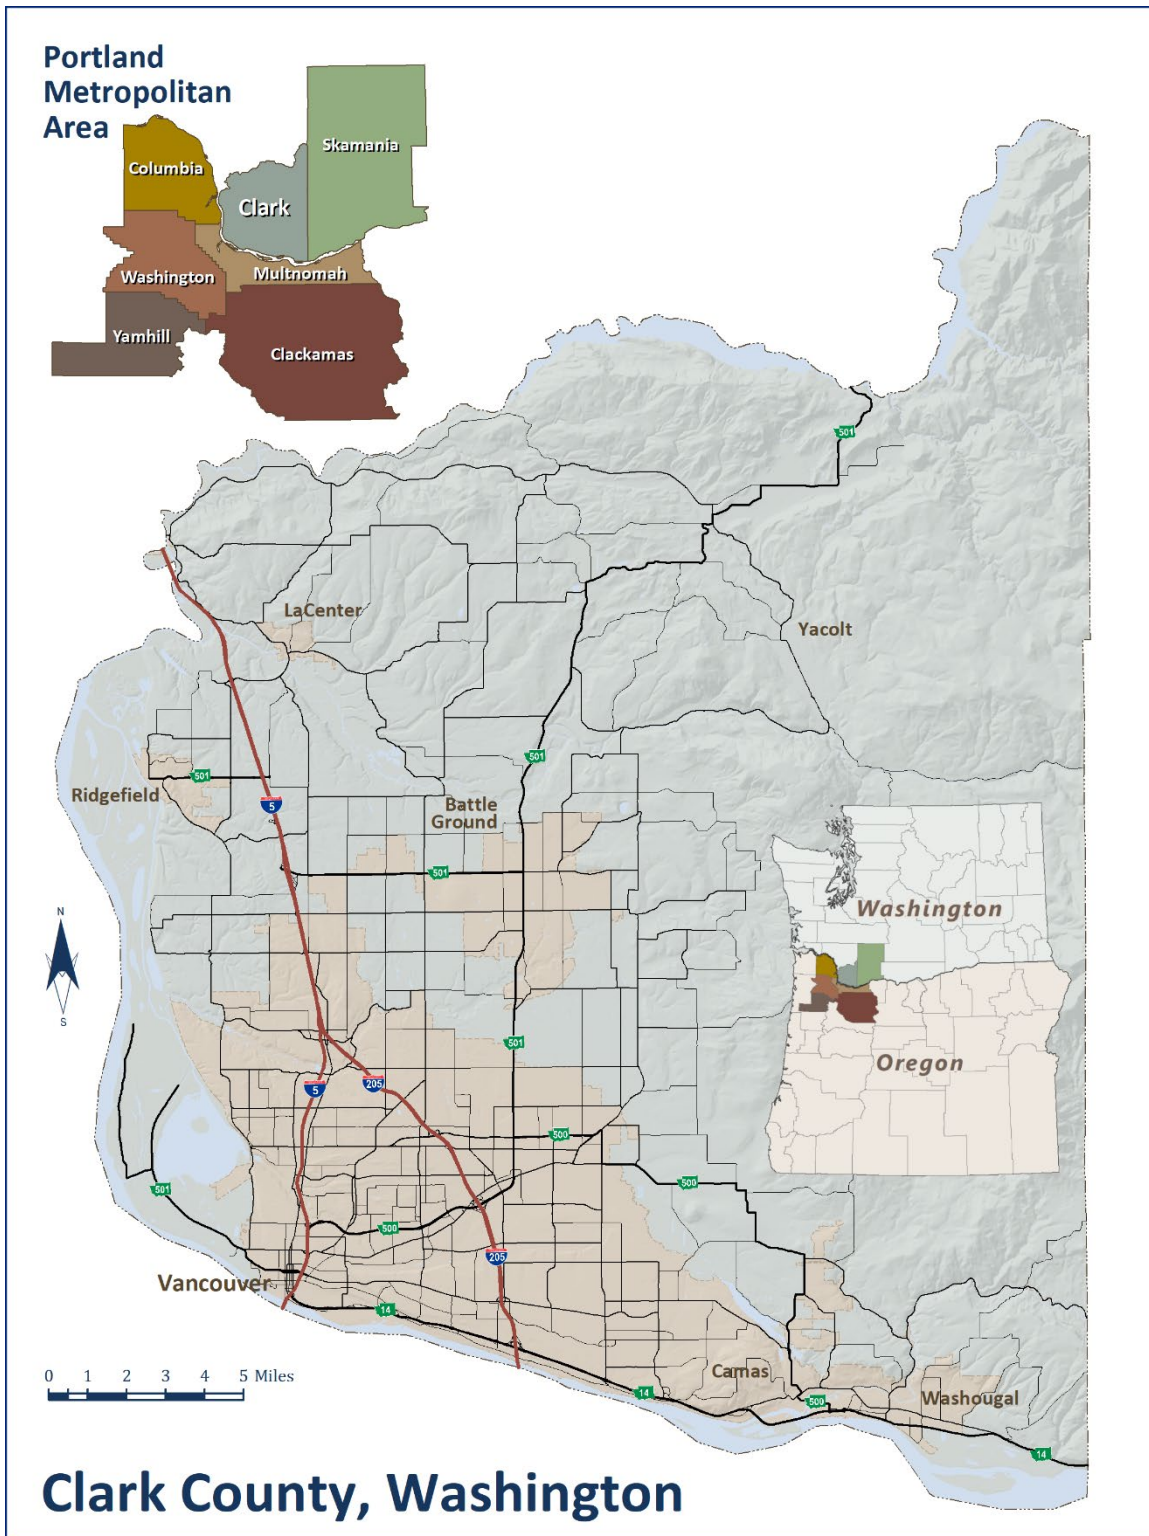 Portland
Metropolitan
Area
Skamania
Columbia
Clark
Washington
Multnomah
Yamhill
Clackamas
501
LaCenter
Yacolt
501
501
Ridgefield
5
Battle
Ground
501
Washington
N
S
501
Oregon
5
205
500
500
501
500
205
Vancouver
14
0 1 2 3 4 5 Miles
Camas
14
500
Washougal
14
Clark County, Washington